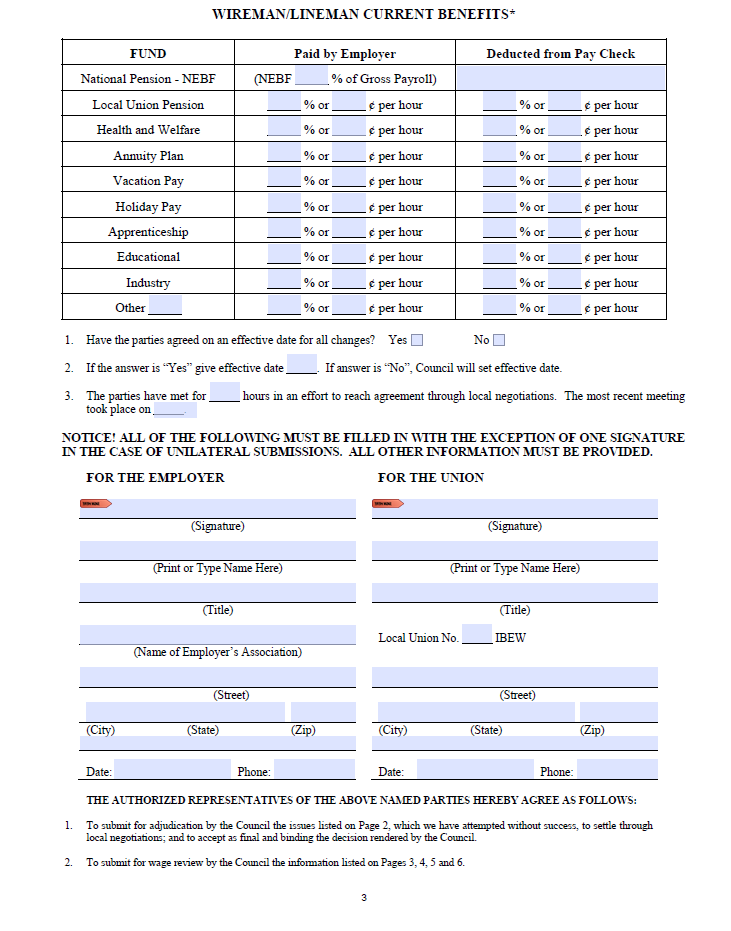 WIREMAN/LINEMAN CURRENT BENEFITS*
FUND Paid by Employer Deducted from Pay Check
National Pension - NEBF (NEBF ____ % of Gross Payroll)
Local Union Pension ____ % or ____ ¢ per hour ____ % or ____ ¢ per hour
Health and Welfare ____ % or ____ ¢ per hour ____ % or ____ ¢ per hour
Annuity Plan ____ % or ____ ¢ per hour ____ % or ____ ¢ per hour
Vacation Pay ____ % or ____ ¢ per hour ____ % or ____ ¢ per hour
Holiday Pay ____ % or ____ ¢ per hour ____ % or ____ ¢ per hour
Apprenticeship ____ % or ____ ¢ per hour ____ % or ____ ¢ per hour
Educational ____ % or ____ ¢ per hour ____ % or ____ ¢ per hour
Industry ____ % or ____ ¢ per hour ____ % or ____ ¢ per hour
Other ____ ____ % or ____ ¢ per hour ____ % or ____ ¢ per hour
1. Have the parties agreed on an effective date for all changes? Yes No
2. If the answer is “Yes” give effective date ____. If answer is “No”, Council will set effective date.
3. The parties have met for ____ hours in an effort to reach agreement through local negotiations. The most recent meeting
took place on ____.
NOTICE! ALL OF THE FOLLOWING MUST BE FILLED IN WITH THE EXCEPTION OF ONE SIGNATURE
IN THE CASE OF UNILATERAL SUBMISSIONS. ALL OTHER INFORMATION MUST BE PROVIDED.
FOR THE EMPLOYER FOR THE UNION
(Signature) (Signature)
(Print or Type Name Here) (Print or Type Name Here)
(Title) (Title)
Local Union No. ____ IBEW
(Name of Employer’s Association)
(Street) (Street)
(City) (State) (Zip) (City) (State) (Zip)
Date: Phone: Date: Phone:
THE AUTHORIZED REPRESENTATIVES OF THE ABOVE NAMED PARTIES HEREBY AGREE AS FOLLOWS:
1. To submit for adjudication by the Council the issues listed on Page 2, which we have attempted without success, to settle through
local negotiations; and to accept as final and binding the decision rendered by the Council.
2. To submit for wage review by the Council the information listed on Pages 3, 4, 5 and 6.
3